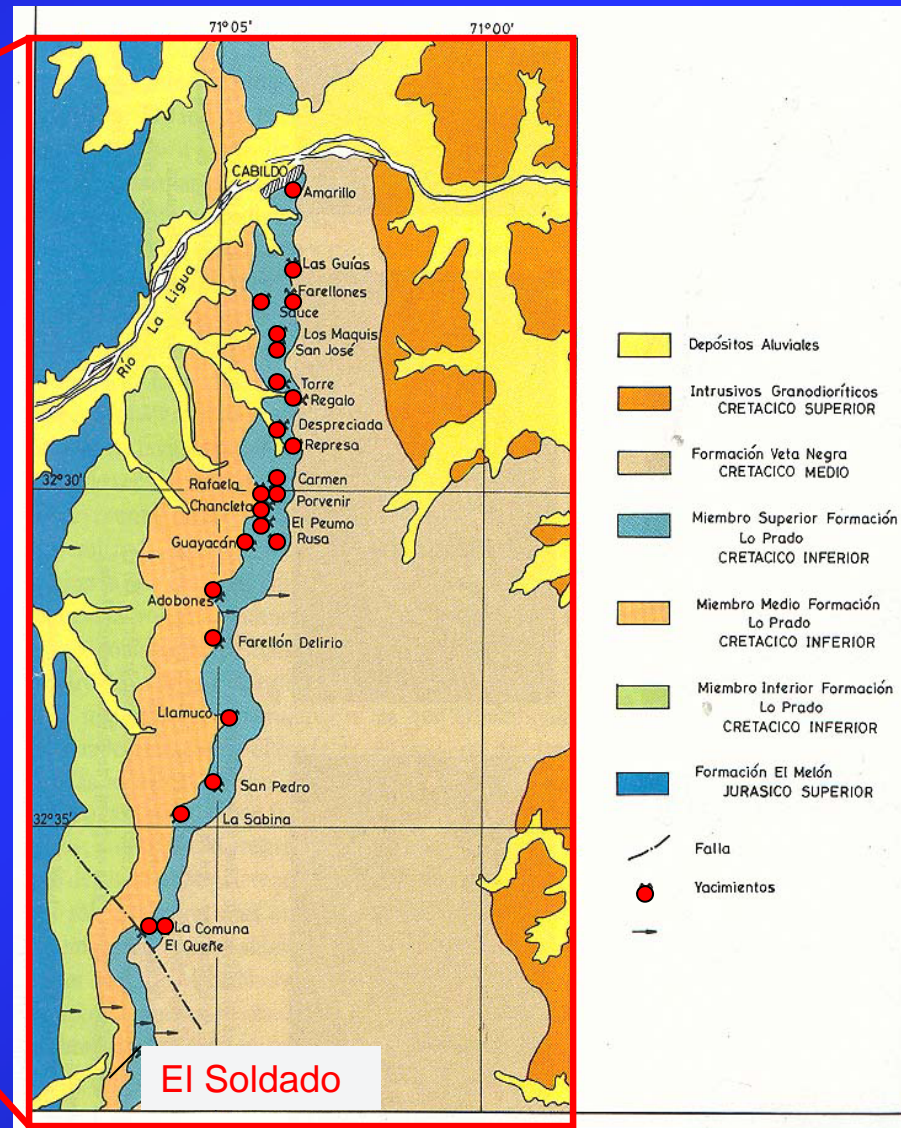 71°05'
71°00'
CABILDO
Amarillo
Río La Ligua
Las Guías
Farellones
Sauce
Los Maquis
San José
Torre
Regalo
Despreciada
Represa
32°30'
Rafaela
Carmen
Chancleta
Porvenir
El Peumo
Guayacán
Rusa
Adobones
Farellón Delirio
Llamuco
San Pedro
32°35'
La Sabina
La Comuna
El Queñe
El Soldado
Depósitos Aluviales
Intrusivos Granodioríticos
CRETACICO SUPERIOR
Formación Veta Negra
CRETACICO MEDIO
Miembro Superior Formación
Lo Prado
CRETACICO INFERIOR
Miembro Medio Formación
Lo Prado
CRETACICO INFERIOR
Miembro Inferior Formación
Lo Prado
CRETACICO INFERIOR
Formación El Melón
JURASICO SUPERIOR
Falla
Yacimientos